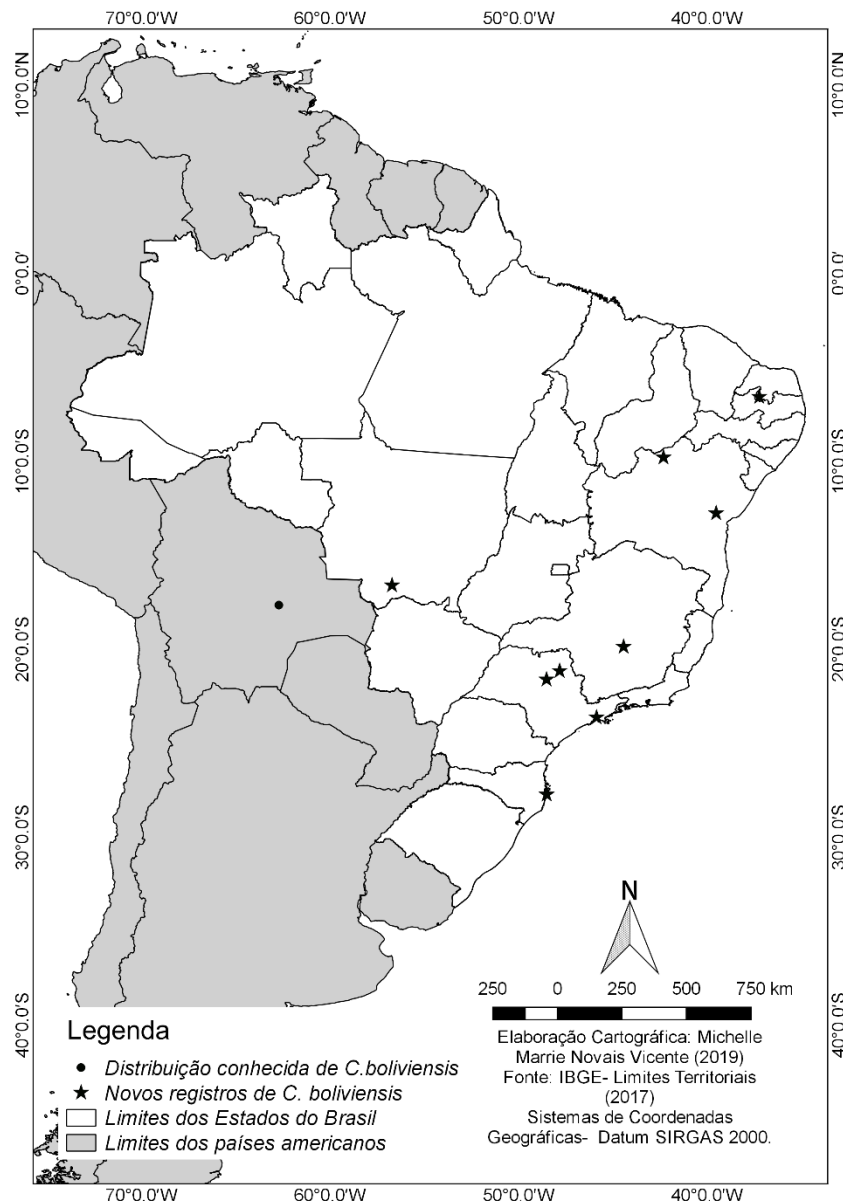 70°0.0'W 60°0.0'W 50°0.0'W 40°0.0'W
10°0.0'N 10°0.0'N
0°0.0' 0°0.0'
10°0.0'S 10°0.0'S
20°0.0'S 20°0.0'S
30°0.0'S 30°0.0'S
40°0.0'S 40°0.0'S
N
250 0 250 500 750 km
Elaboração Cartográfica: Michelle
Marrie Novais Vicente (2019)
Fonte: IBGE- Limites Territoriais
(2017)
Sistemas de Coordenadas
Geográficas- Datum SIRGAS 2000.
Legenda
Distribuição conhecida de C.boliviensis
Novos registros de C. boliviensis
Limites dos Estados do Brasil
Limites dos países americanos
70°0.0'W 60°0.0'W 50°0.0'W 40°0.0'W